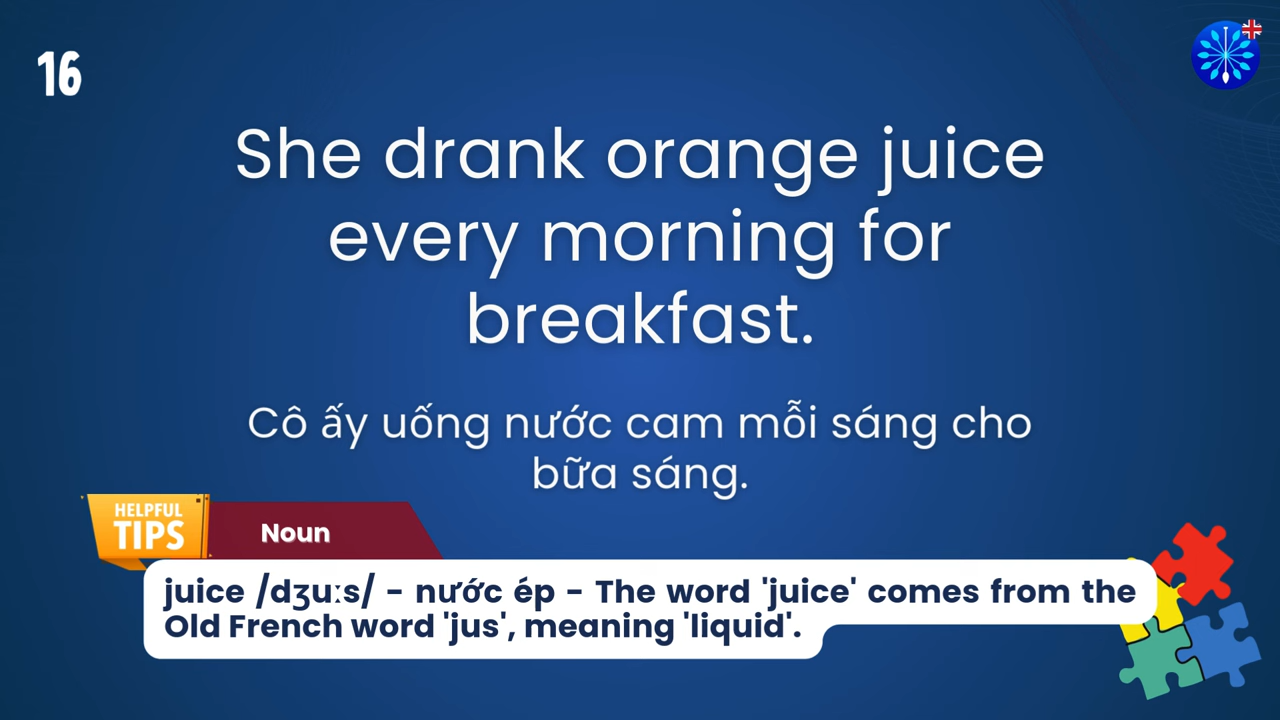 16
She drank orange juice
every morning for
breakfast.
Cô ấy uống nước cam mỗi sáng cho
bữa sáng.
HELPFUL
TIPS
Noun
juice /dʒuːs/ - nước ép - The word 'juice' comes from the
Old French word 'jus', meaning 'liquid'.